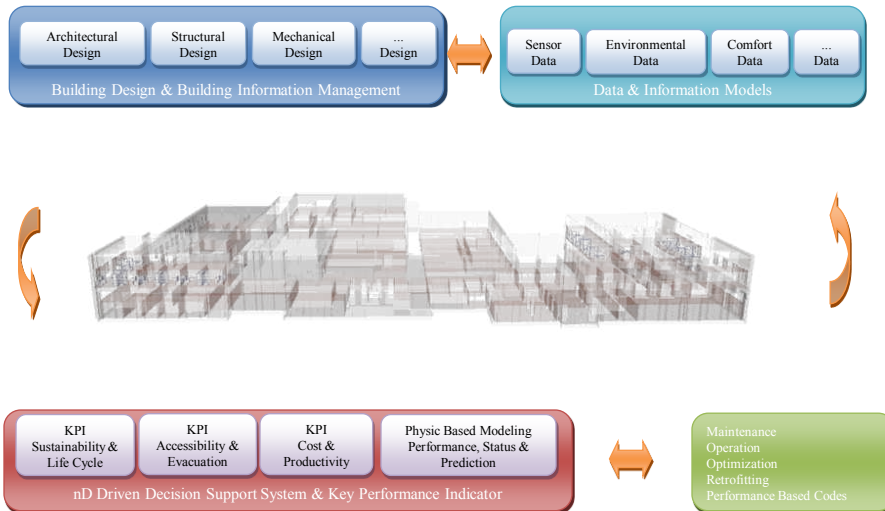 Architectural
Design
Structural
Design
Mechanical
Design
...
Design
Building Design & Building Information Management
Sensor
Data
Environmental
Data
Comfort
Data
...
Data
Data & Information Models
KPI
Sustainability &
Life Cycle
KPI
Accessibility &
Evacuation
KPI
Cost &
Productivity
Physic Based Modeling
Performance, Status &
Prediction
nD Driven Decision Support System & Key Performance Indicator
Maintenance
Operation
Optimization
Retrofitting
Performance Based Codes